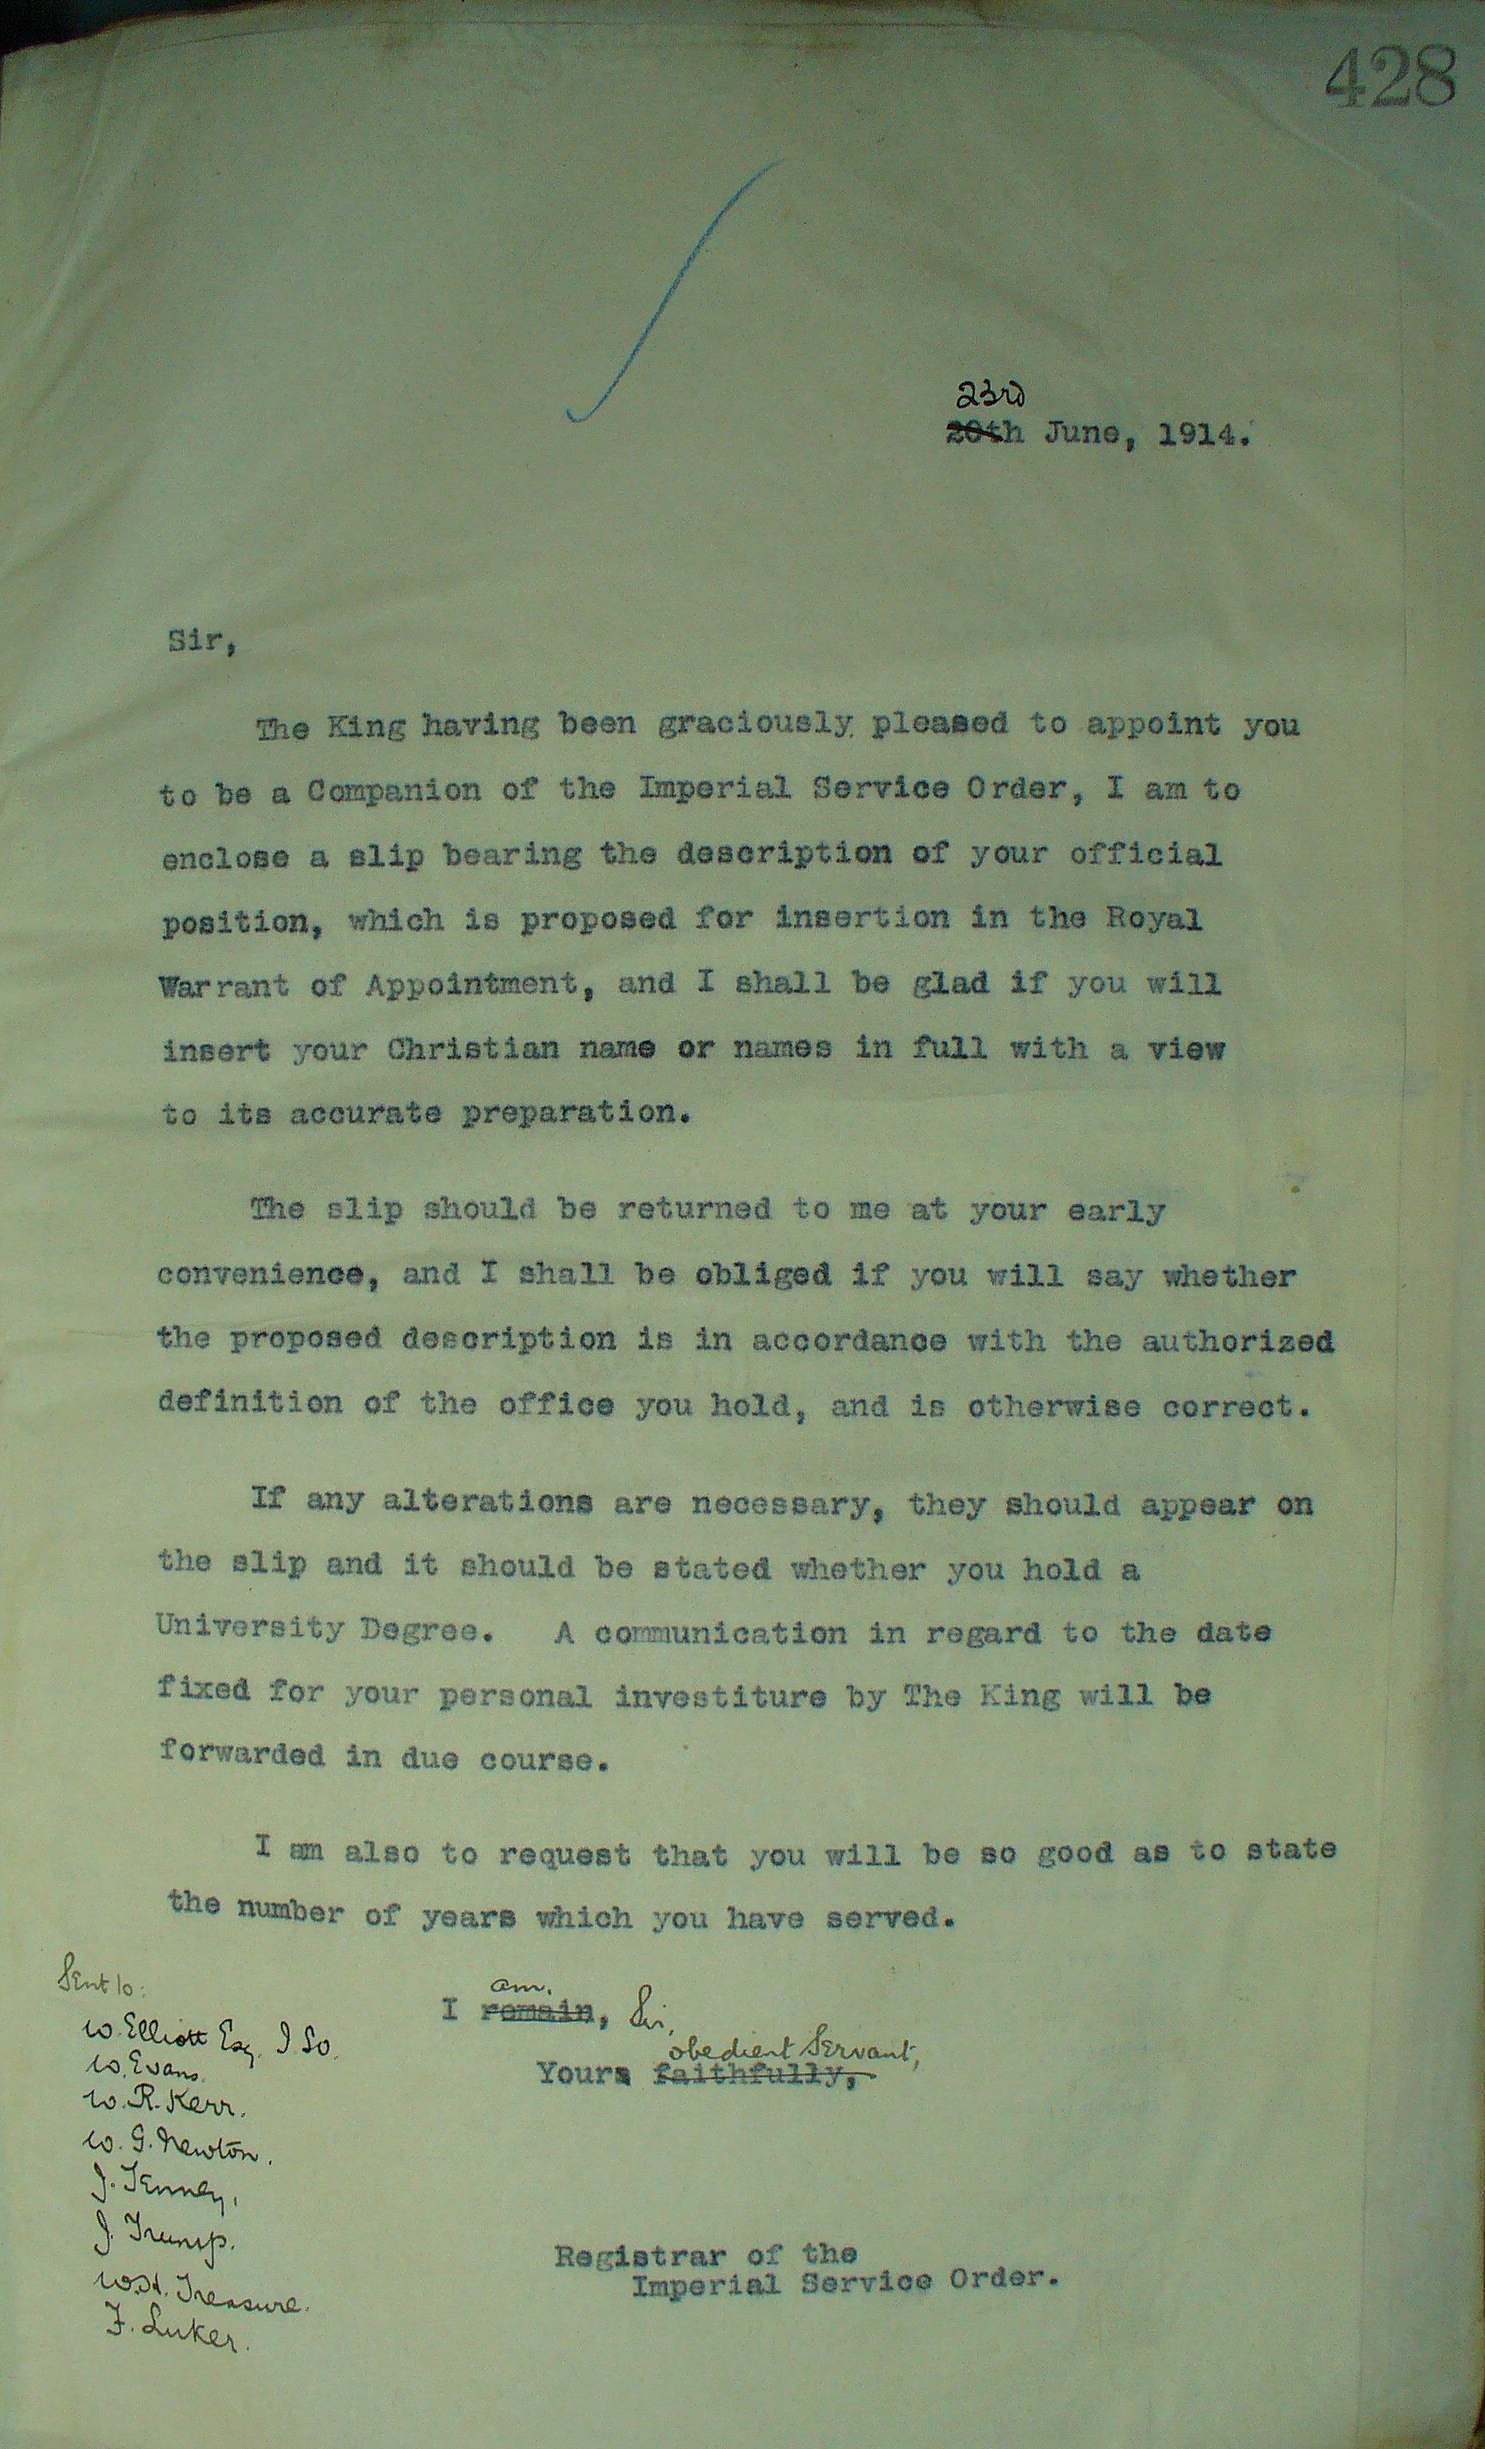 428
23rd
20th June, 1914.
Sir,
The King having been graciously pleased to appoint you
to be a Companion of the Imperial Service Order, I am to
enclose a slip bearing the description of your official
position, which is proposed for insertion in the Royal
Warrant of Appointment, and I shall be glad if you will
insert your Christian name or names in full with a view
to its accurate preparation.
The slip should be returned to me at your early
convenience, and I shall be obliged if you will say whether
the proposed description is in accordance with the authorized
definition of the office you hold, and is otherwise correct.
If any alterations are necessary, they should appear on
the slip and it should be stated whether you hold a
University Degree. A communication in regard to the date
fixed for your personal investiture by The King will be
forwarded in due course.
I am also to request that you will be so good as to state
the number of years which you have served.
am.
I remain, Sir,
obedient Servant,
Yours faithfully,
Sent to:
W. Elliott Esq. I.S.O.
W. Evans.
W. R. Kerr.
W. G. Newton.
J. Tenney,
J. Trump.
W. H. Treasure.
F. Luker.
Registrar of the
Imperial Service Order.